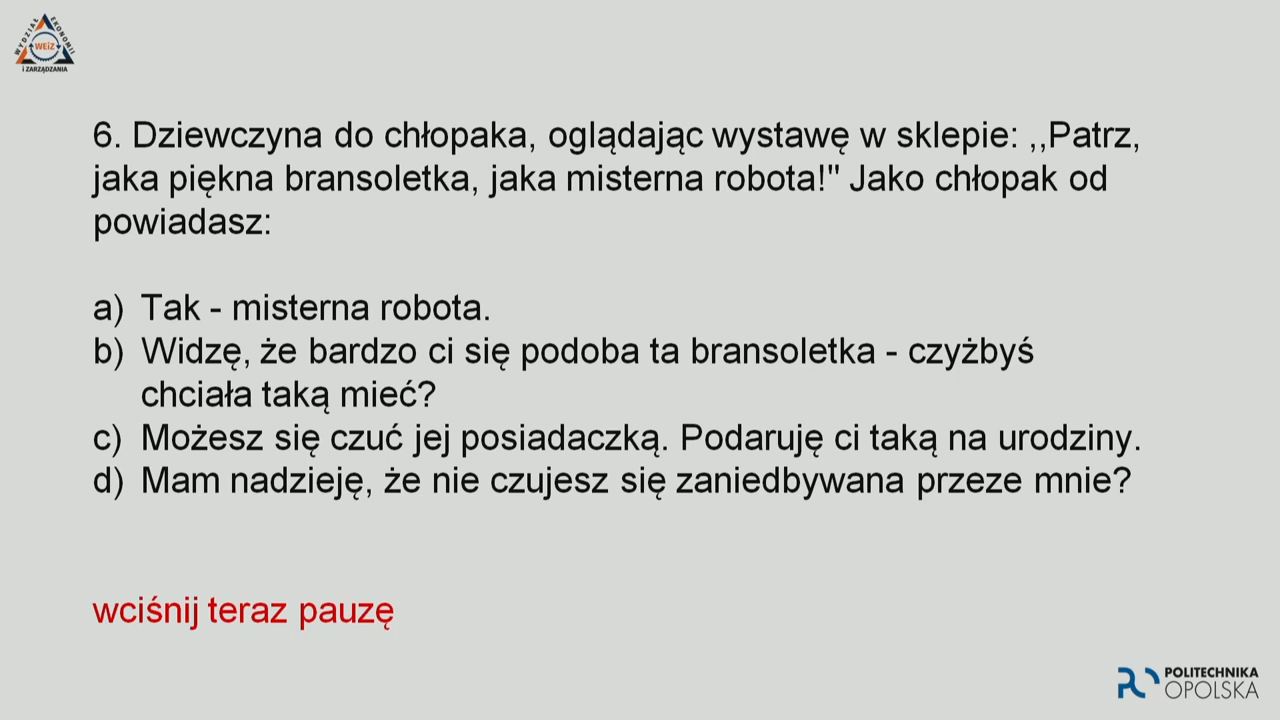 WYDZIAŁ EKONOMII
WEiZ
I ZARZĄDZANIA
6. Dziewczyna do chłopaka, oglądając wystawę w sklepie: ,,Patrz,
jaka piękna bransoletka, jaka misterna robota!" Jako chłopak od
powiadasz:
a) Tak - misterna robota.
b) Widzę, że bardzo ci się podoba ta bransoletka - czyżbyś
chciała taką mieć?
c) Możesz się czuć jej posiadaczką. Podaruję ci taką na urodziny.
d) Mam nadzieję, że nie czujesz się zaniedbywana przeze mnie?
wciśnij teraz pauzę
POLITECHNIKA
OPOLSKA